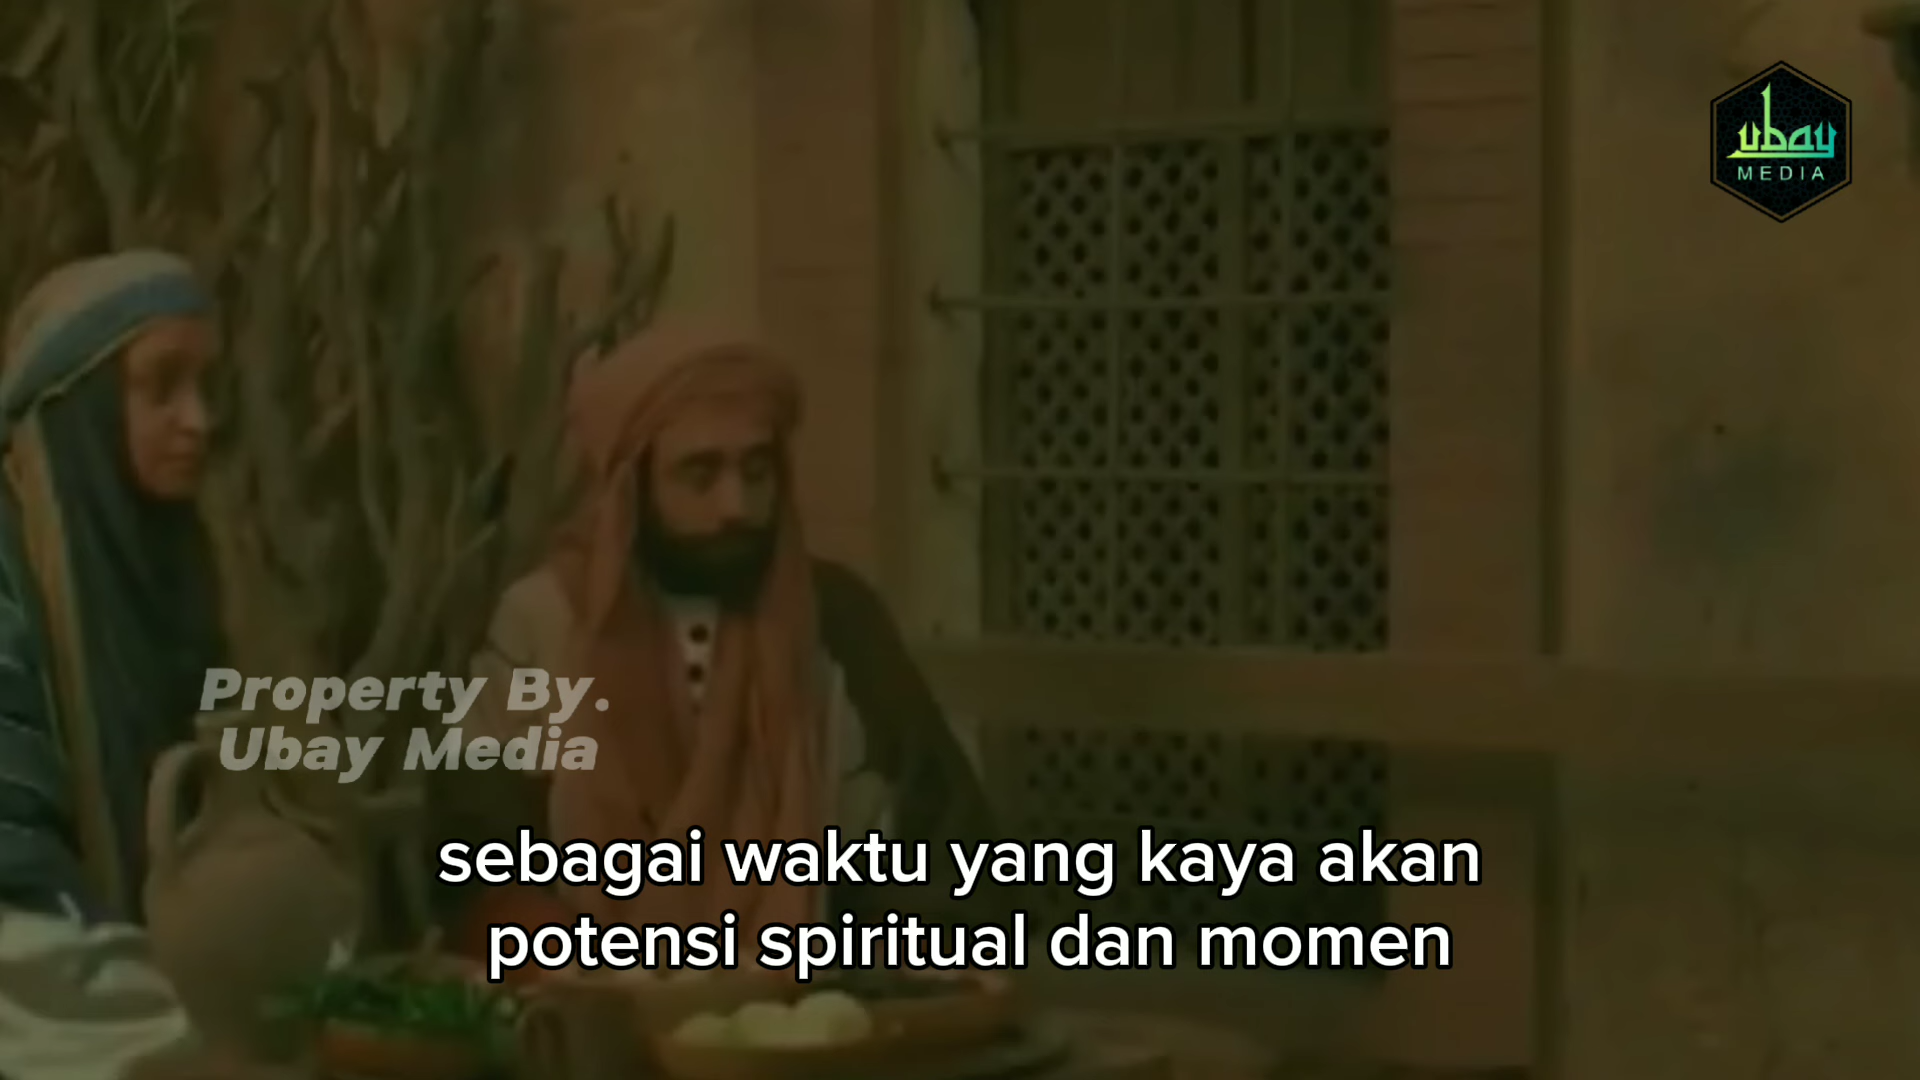 ubay
MEDIA
Property By.
Ubay Media
sebagai waktu yang kaya akan
potensi spiritual dan momen